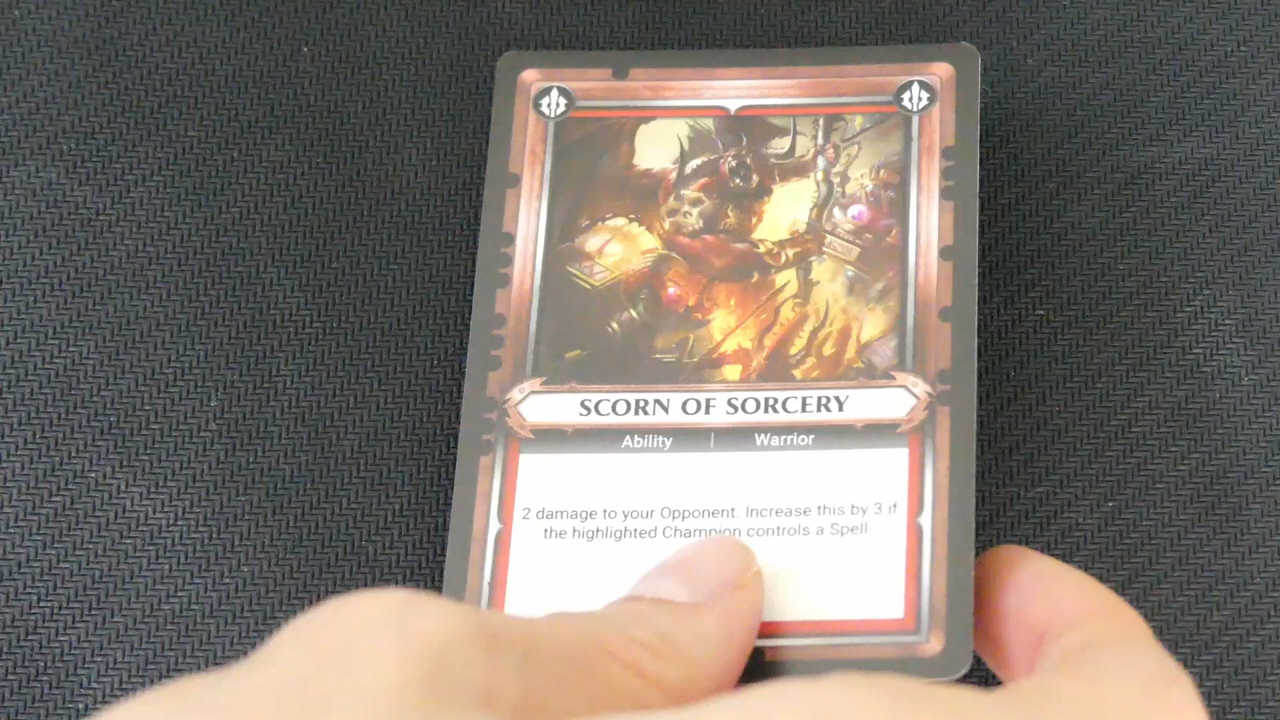 SCORN OF SORCERY
Ability | Warrior
2 damage to your Opponent. Increase this by 3 if
the highlighted Champion controls a Spell.